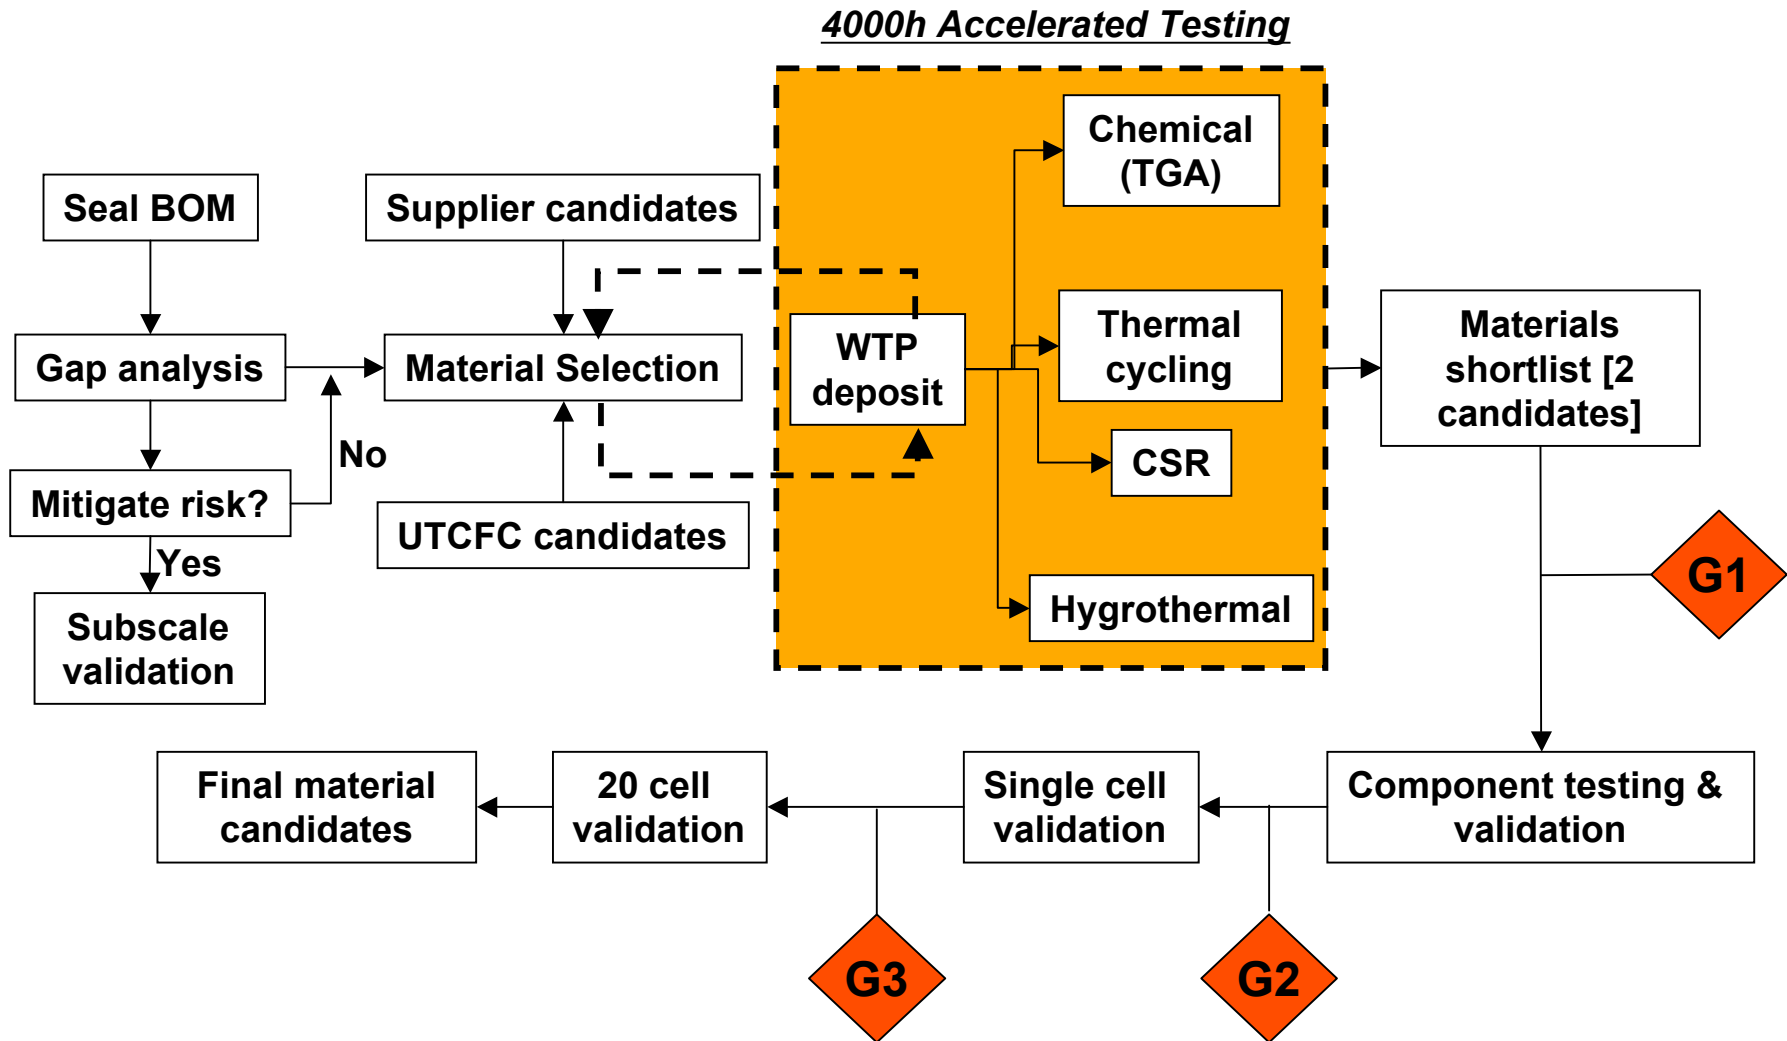 4000h Accelerated Testing
Seal BOM
Gap analysis
Mitigate risk?
No
Yes
Subscale
validation
Supplier candidates
Material Selection
UTCFC candidates
WTP
deposit
Chemical
(TGA)
Thermal
cycling
CSR
Hygrothermal
Materials
shortlist [2
candidates]
G1
Component testing &
validation
G2
Single cell
validation
G3
20 cell
validation
Final material
candidates